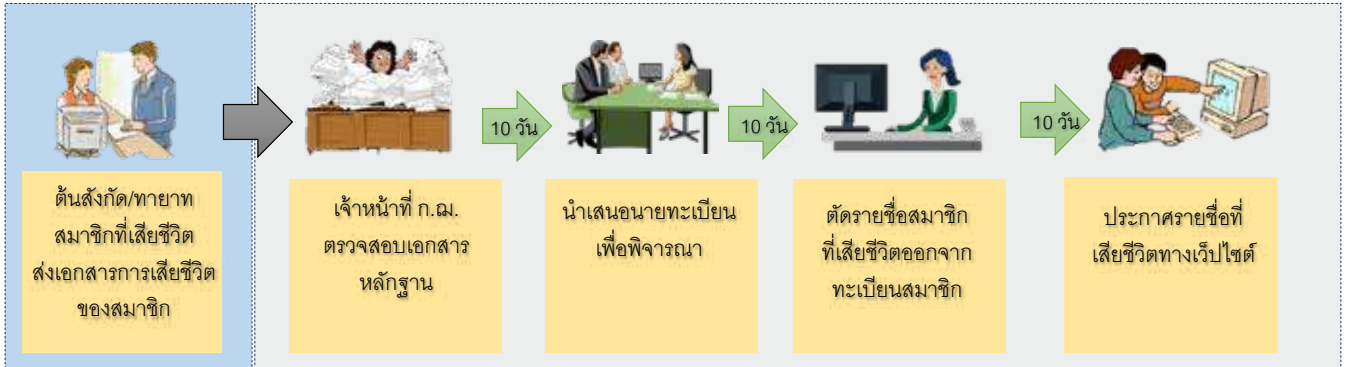 ต้นสังกัด/ทายาท
สมาชิกที่เสียชีวิต
ส่งเอกสารการเสียชีวิต
ของสมาชิก
เจ้าหน้าที่ ก.ฌ.
ตรวจสอบเอกสาร
หลักฐาน
10 วัน
นำเสนอนายทะเบียน
เพื่อพิจารณา
10 วัน
ตัดรายชื่อสมาชิก
ที่เสียชีวิตออกจาก
ทะเบียนสมาชิก
10 วัน
ประกาศรายชื่อที่
เสียชีวิตทางเว็ปไซต์